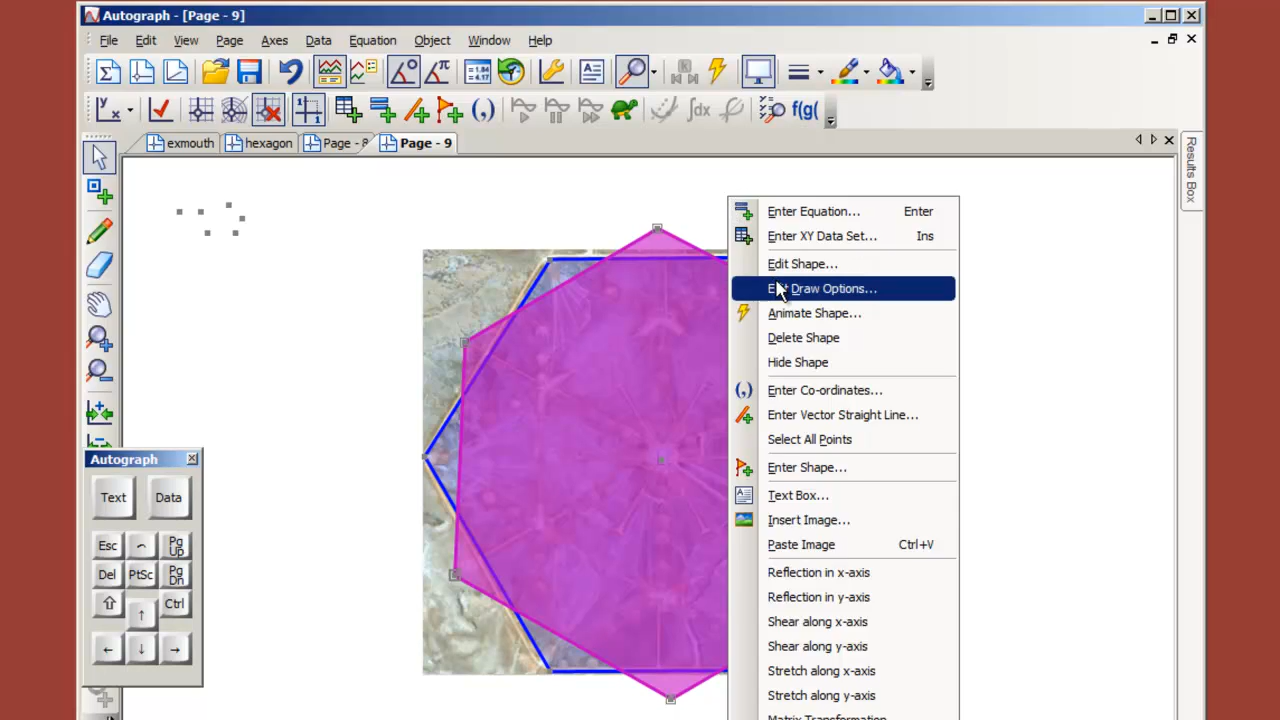 Autograph - [Page - 9]
File Edit View Page Axes Data Equation Object Window Help
exmouth hexagon Page - 8 Page - 9
Results Box
Enter Equation... Enter
Enter XY Data Set... Ins
Edit Shape...
Draw Options...
Animate Shape...
Delete Shape
Hide Shape
Enter Co-ordinates...
Enter Vector Straight Line...
Select All Points
Enter Shape...
Text Box...
Insert Image...
Paste Image Ctrl+V
Reflection in x-axis
Reflection in y-axis
Shear along x-axis
Shear along y-axis
Stretch along x-axis
Stretch along y-axis
Matrix Transformation
Autograph
Text Data
Esc Pg Up
Del PtSc Pg Dn
Ctrl